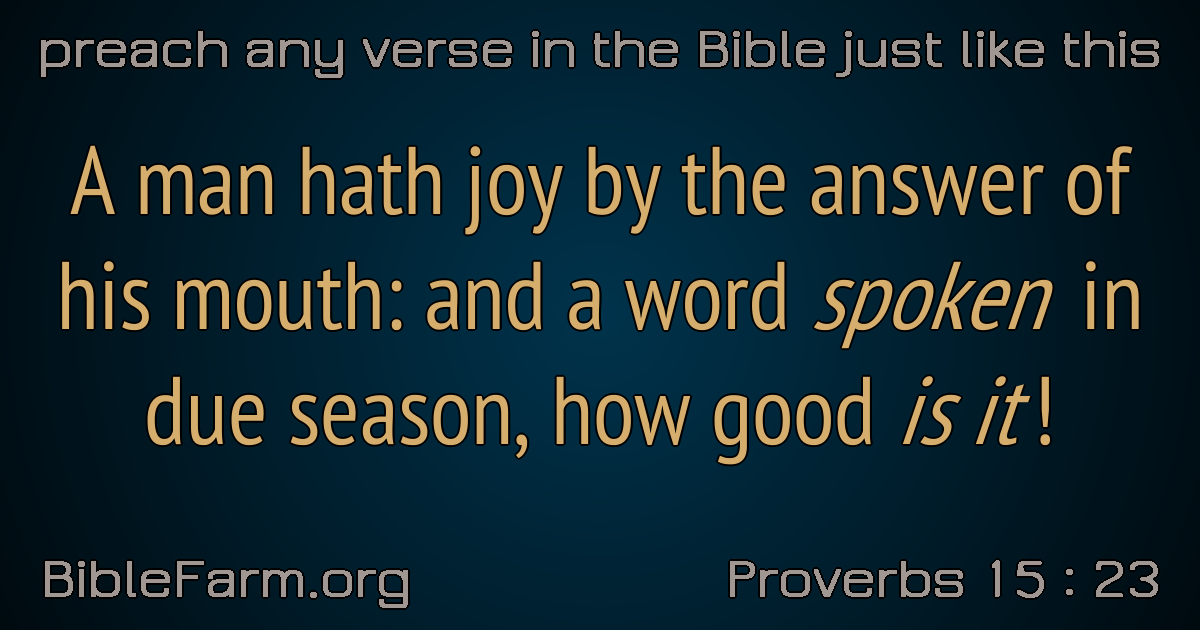 preach any verse in the Bible just like this
A man hath joy by the answer of
his mouth: and a word spoken in
due season, how good is it!
BibleFarm.org
Proverbs 15 : 23